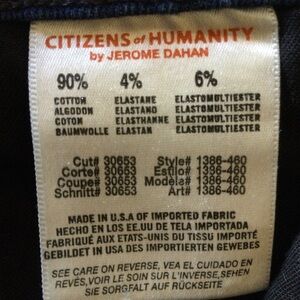 CITIZENS of HUMANITY
by JEROME DAHAN
90% 4% 6%
COTTON ELASTANE ELASTOMULTIESTER
ALGODON ELASTANO ELASTOMULTIESTER
COTON ELASTHANNE ELASTOMULTIESTER
BAUMWOLLE ELASTAN ELASTOMULTIESTER
Cut# 30653 Style# 1386-460
Corte# 30653 Estilo# 1396-460
Coupe# 30653 Modèle# 1386-460
Schnitt# 30653 Art# 1386-460
MADE IN U.S.A OF IMPORTED FABRIC
HECHO EN LOS EE.UU DE TELA IMPORTADA
FABRIQUÉ AUX ETATS-UNIS DU TISSU IMPORTÉ
GEBILDET IN USA DES IMPORTIERTEN GEWEBES
SEE CARE ON REVERSE, VEA EL CUIDADO EN
REVÉS, VOIR LE SOIN SUR L'INVERSE,SEHEN
SIE SORGFALT AUF RÜCKSEITE